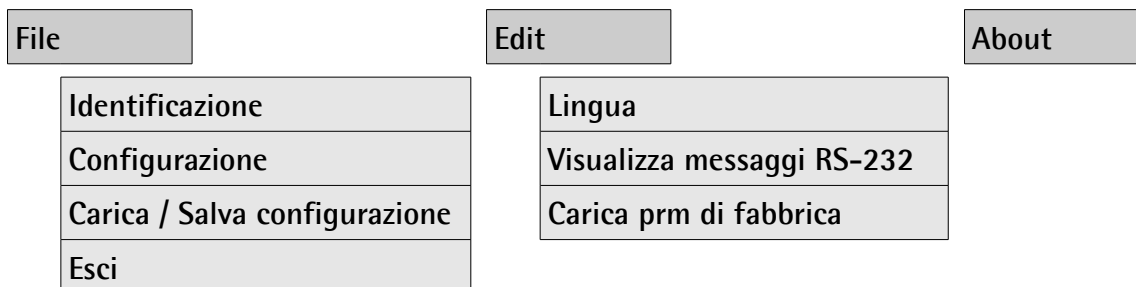 File
Identificazione
Configurazione
Carica / Salva configurazione
Esci
Edit
Lingua
Visualizza messaggi RS-232
Carica prm di fabbrica
About